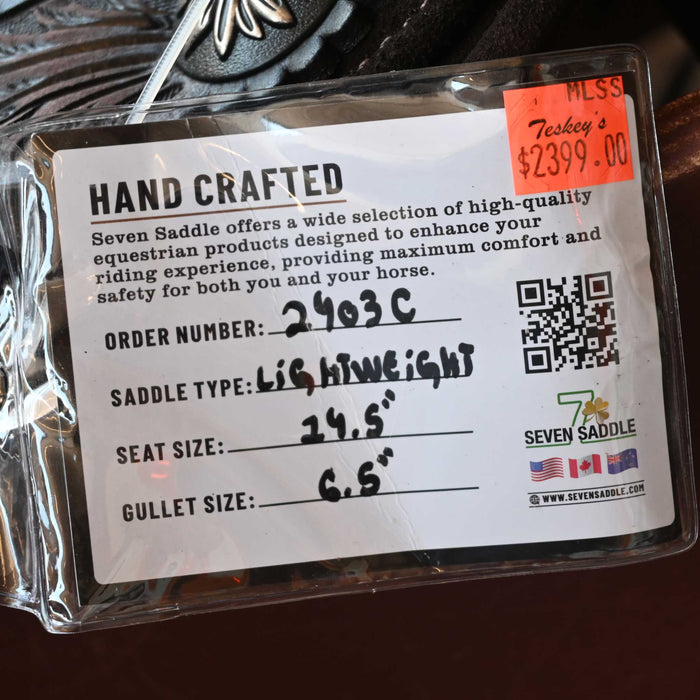 MLSS
Teskey's
$2399.00
HAND CRAFTED
Seven Saddle offers a wide selection of high-quality
equestrian products designed to enhance your
riding experience, providing maximum comfort and
safety for both you and your horse.
ORDER NUMBER: 2403C
SADDLE TYPE: LiGHTWEiGHT
SEAT SIZE: 14.5"
GULLET SIZE: 6.5"
7
SEVEN SADDLE
WWW.SEVENSADDLE.COM